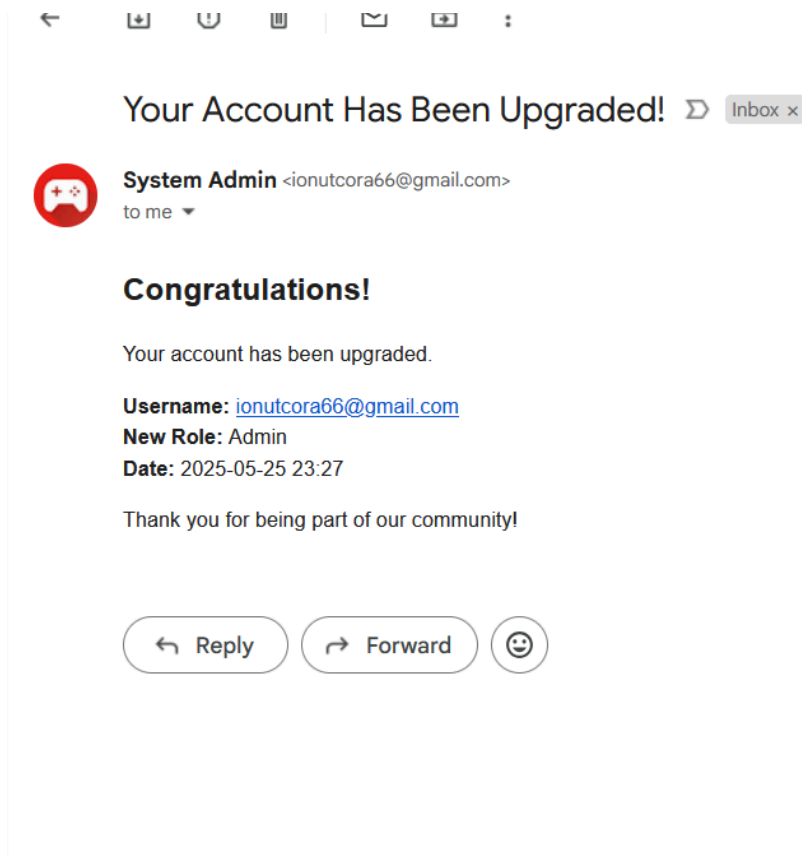 Your Account Has Been Upgraded! Inbox ×
System Admin <ionutcora66@gmail.com>
to me
Congratulations!
Your account has been upgraded.
Username: ionutcora66@gmail.com
New Role: Admin
Date: 2025-05-25 23:27
Thank you for being part of our community!
Reply Forward